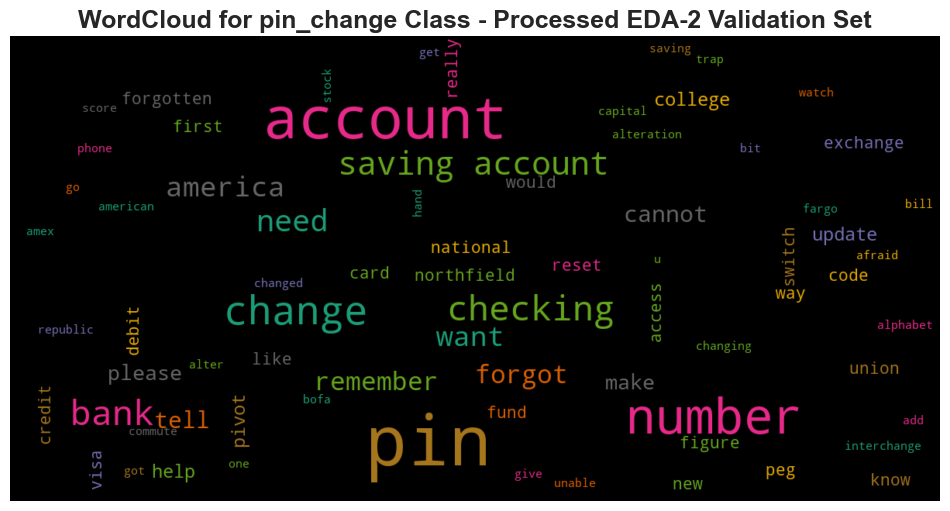 WordCloud for pin_change Class - Processed EDA-2 Validation Set
get
really
saving
trap
stock
score
forgotten
account
capital
college
watch
first
alteration
phone
bit
exchange
saving account
go
america
would
american
hand
need
cannot
fargo
bill
amex
national
update
switch
afraid
u
card
northfield
reset
code
changed
access
way
change
checking
republic
debit
want
alphabet
changing
like
alter
please
remember
forgot
make
union
credit
bofa
bank
tell
pivot
fund
number
add
commute
pin
figure
interchange
visa
got
help
one
give
unable
peg
new
know